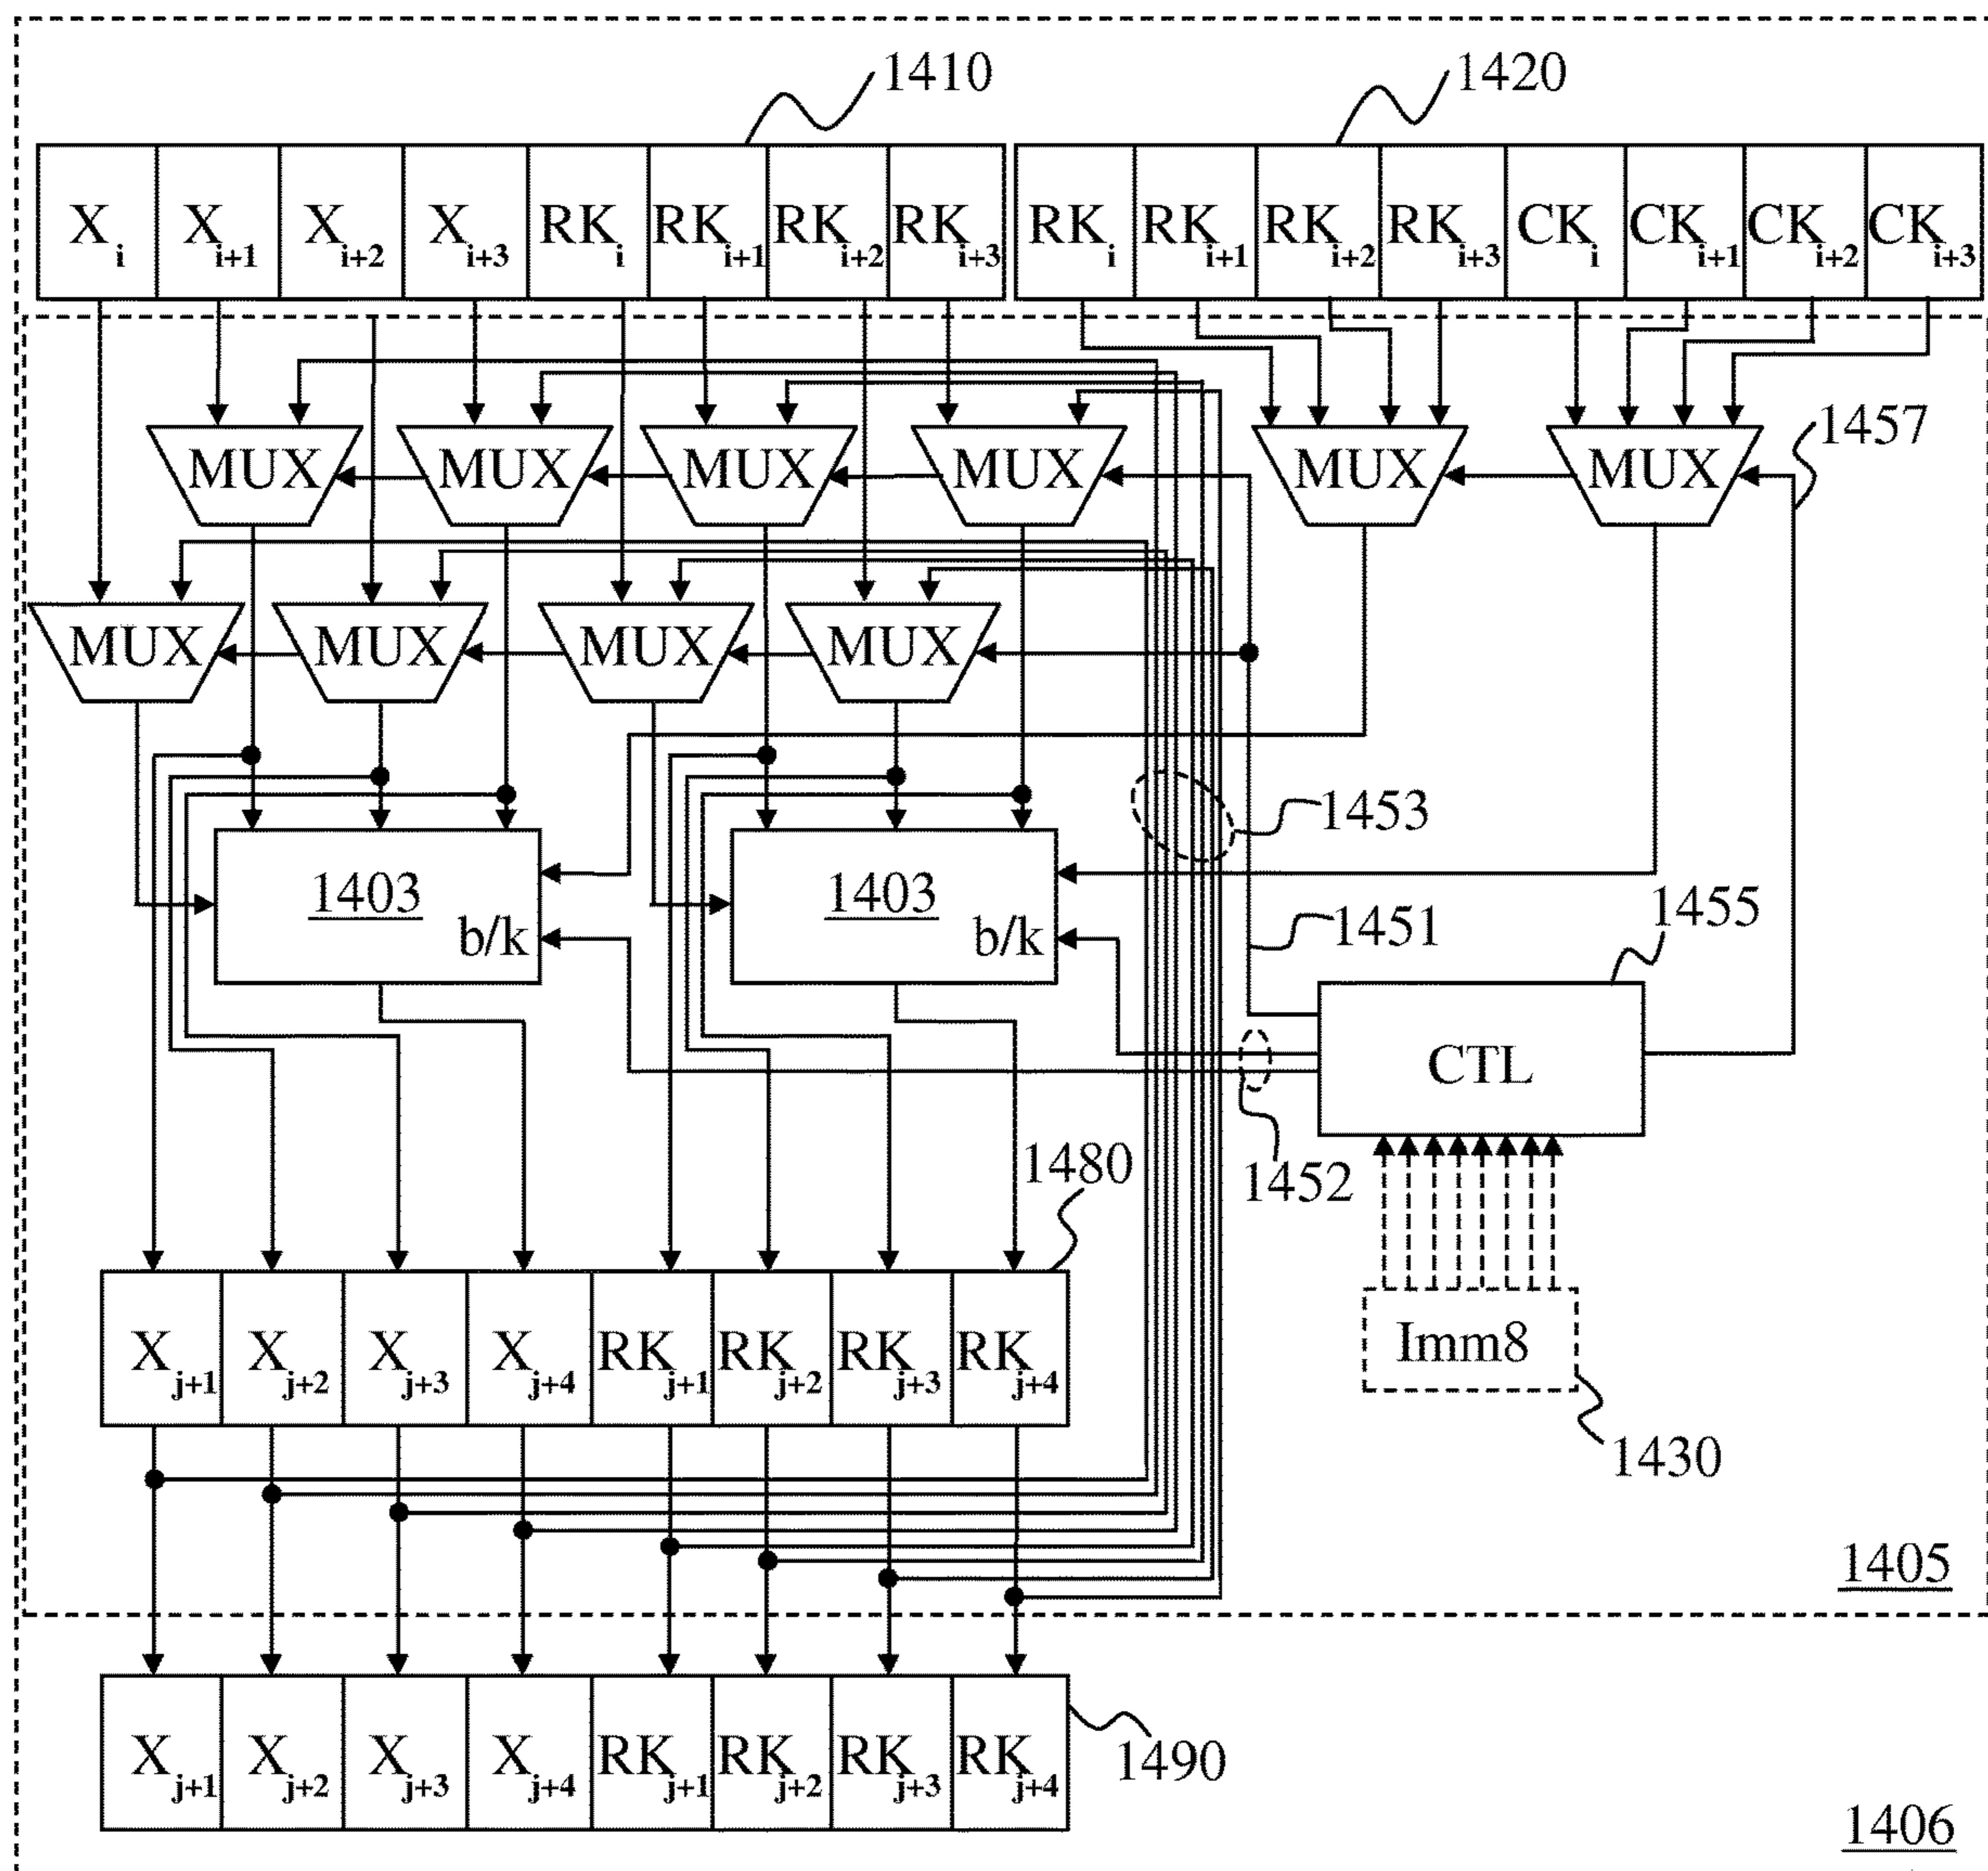 1410 1420
X i X i+1 X i+2 X i+3 RK i RK i+1 RK i+2 RK i+3 RK i RK i+1 RK i+2 RK i+3 CK i CK i+1 CK i+2 CK i+3
1457
MUX MUX MUX MUX MUX MUX
MUX MUX MUX MUX
1453
1403 1403
b/k b/k
1451 1455
CTL
1452
1480
X j+1 X j+2 X j+3 X j+4 RK j+1 RK j+2 RK j+3 RK j+4
Imm8
1430
1405
X j+1 X j+2 X j+3 X j+4 RK j+1 RK j+2 RK j+3 RK j+4
1490
1406